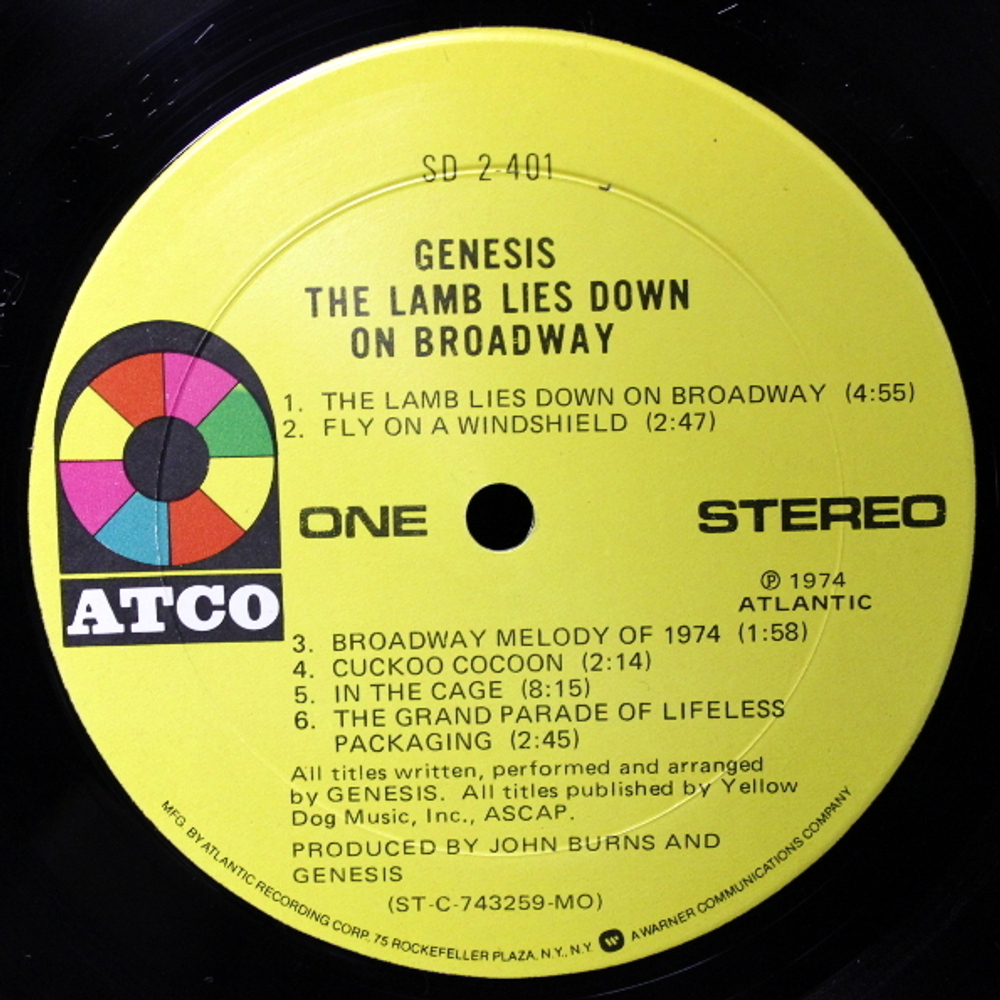 SD 2-401
GENESIS
THE LAMB LIES DOWN
ON BROADWAY
1. THE LAMB LIES DOWN ON BROADWAY (4:55)
2. FLY ON A WINDSHIELD (2:47)
ONE
STEREO
℗ 1974
ATLANTIC
ATCO
3. BROADWAY MELODY OF 1974 (1:58)
4. CUCKOO COCOON (2:14)
5. IN THE CAGE (8:15)
6. THE GRAND PARADE OF LIFELESS
PACKAGING (2:45)
All titles written, performed and arranged
by GENESIS. All titles published by Yellow
Dog Music, Inc., ASCAP.
PRODUCED BY JOHN BURNS AND
GENESIS
(ST-C-743259-MO)
MFG. BY ATLANTIC RECORDING CORP. 75 ROCKEFELLER PLAZA, N.Y., N.Y. W A WARNER COMMUNICATIONS COMPANY